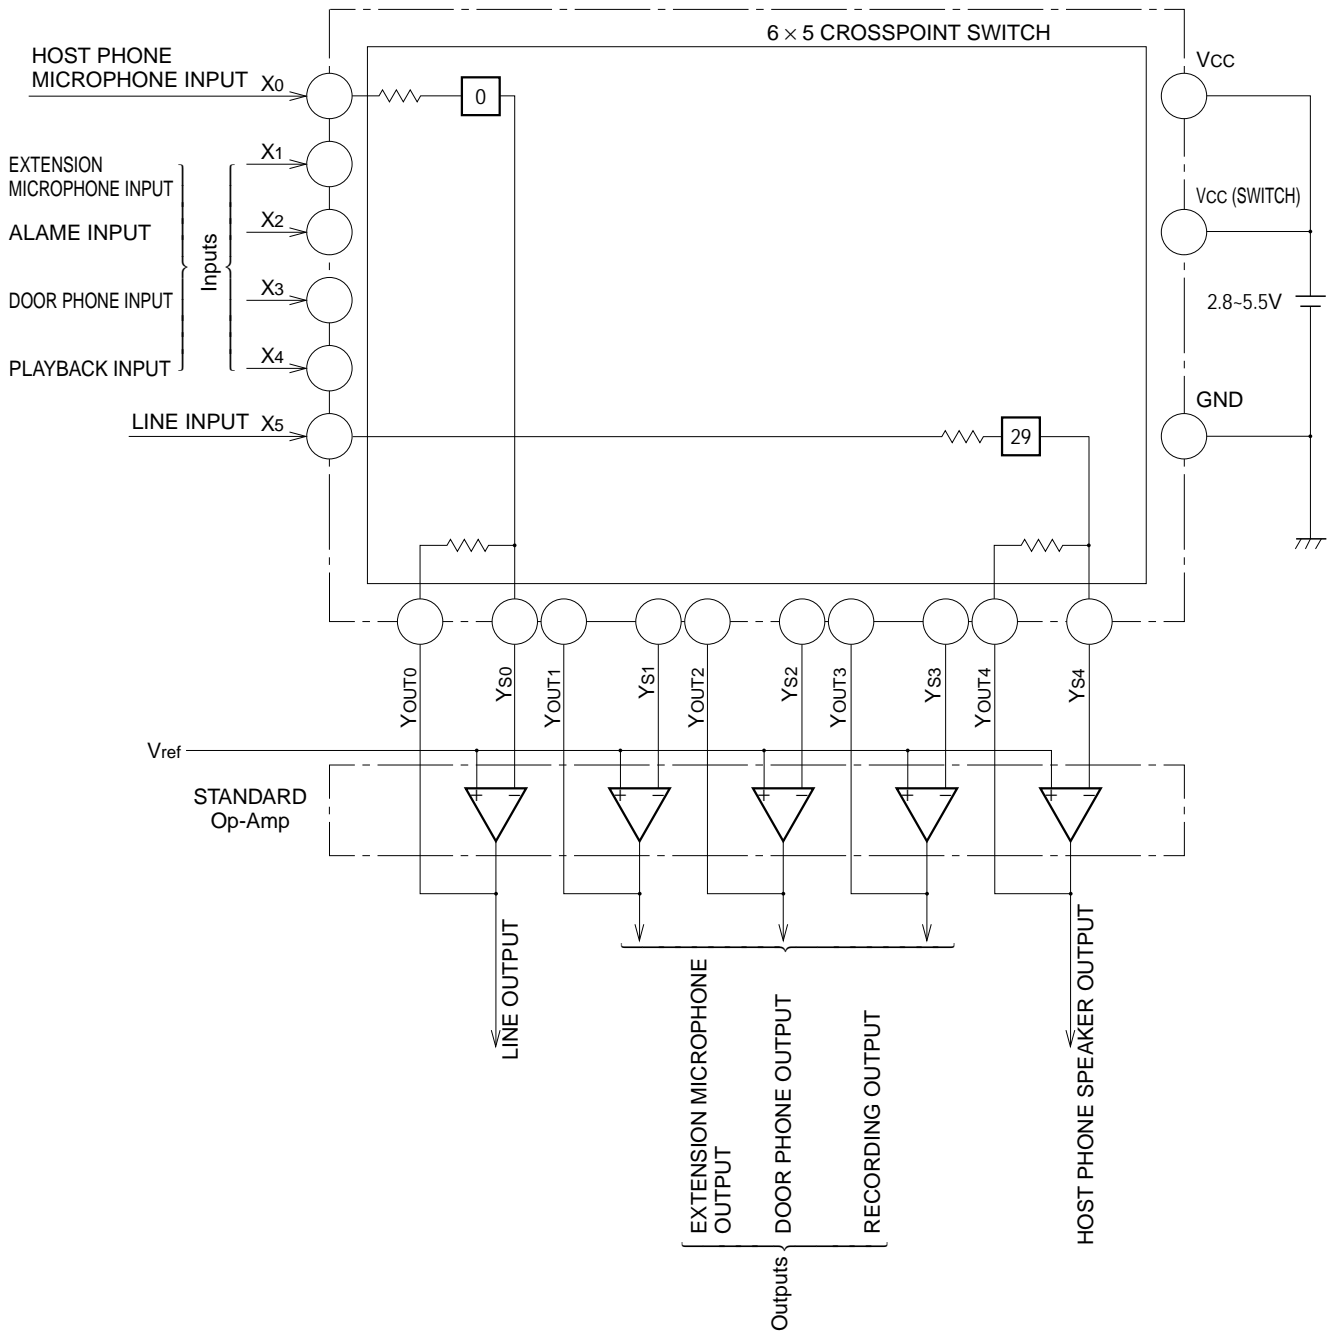 6 × 5 CROSSPOINT SWITCH
HOST PHONE
MICROPHONE INPUT
X0
0
VCC
EXTENSION
MICROPHONE INPUT
X1
ALAME INPUT
X2
VCC (SWITCH)
Inputs
DOOR PHONE INPUT
X3
2.8~5.5V
PLAYBACK INPUT
X4
LINE INPUT
X5
29
GND
YOUT0
YS0
YOUT1
YS1
YOUT2
YS2
YOUT3
YS3
YOUT4
YS4
Vref
STANDARD
Op-Amp
+ −
+ −
+ −
+ −
+ −
LINE OUTPUT
EXTENSION MICROPHONE
OUTPUT
DOOR PHONE OUTPUT
RECORDING OUTPUT
HOST PHONE SPEAKER OUTPUT
Outputs